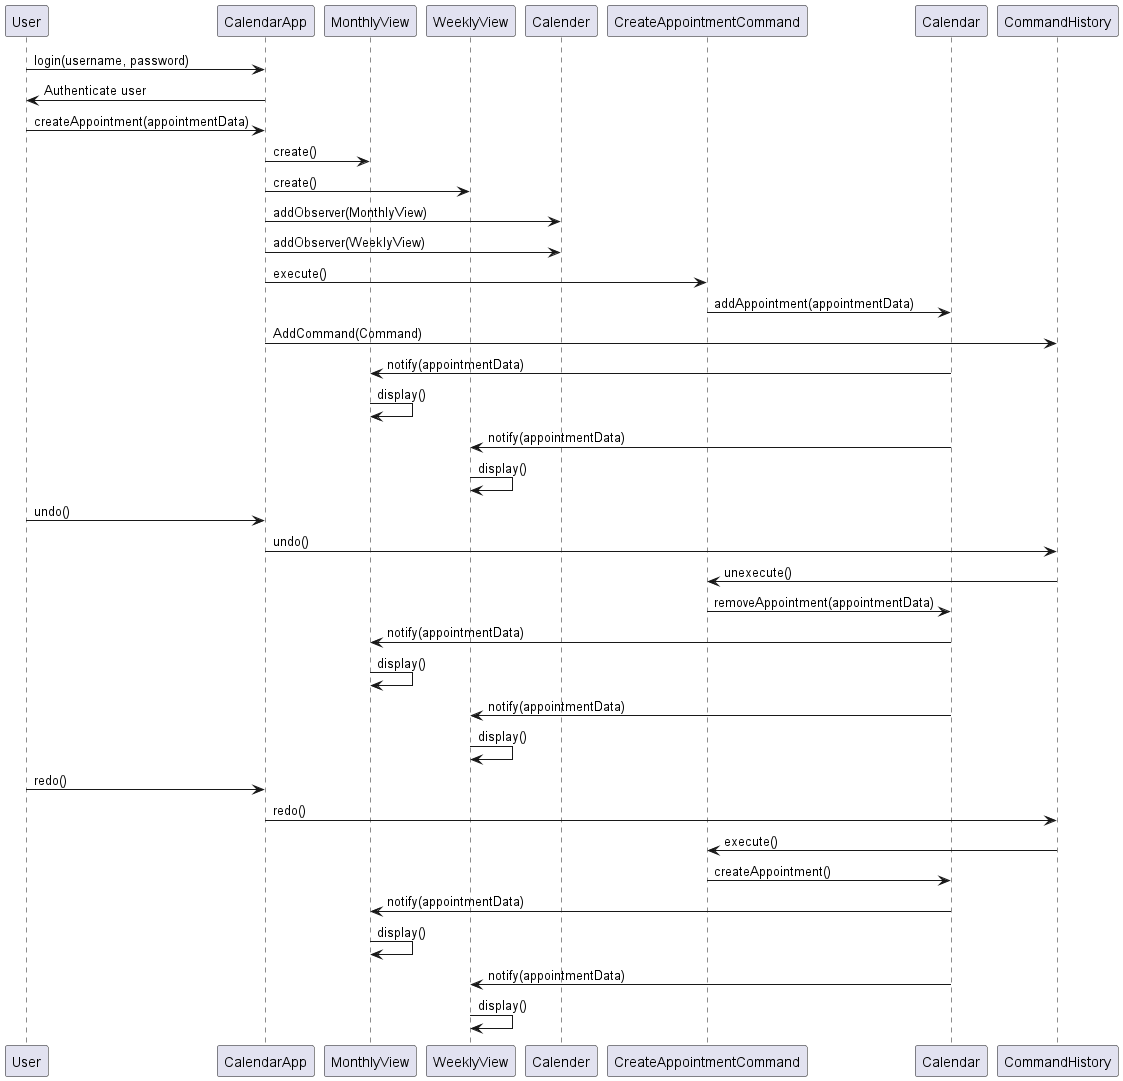 User CalendarApp MonthlyView WeeklyView Calender CreateAppointmentCommand Calendar CommandHistory
login(username, password)
Authenticate user
createAppointment(appointmentData)
create()
create()
addObserver(MonthlyView)
addObserver(WeeklyView)
execute()
addAppointment(appointmentData)
AddCommand(Command)
notify(appointmentData)
display()
notify(appointmentData)
display()
undo()
undo()
unexecute()
removeAppointment(appointmentData)
notify(appointmentData)
display()
notify(appointmentData)
display()
redo()
redo()
execute()
createAppointment()
notify(appointmentData)
display()
notify(appointmentData)
display()
User CalendarApp MonthlyView WeeklyView Calender CreateAppointmentCommand Calendar CommandHistory